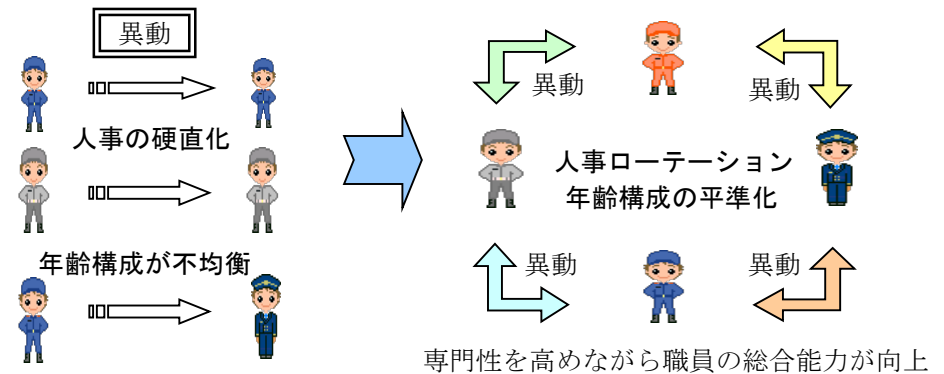 異動
人事の硬直化
年齢構成が不均衡
異動
異動
人事ローテーション
年齢構成の平準化
異動
異動
専門性を高めながら職員の総合能力が向上